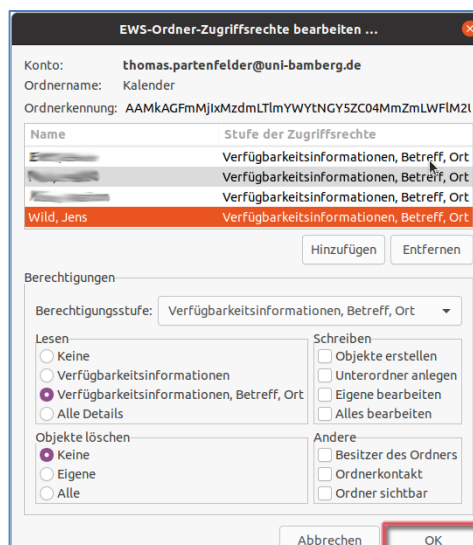 EWS-Ordner-Zugriffsrechte bearbeiten …
Konto: thomas.partenfelder@uni-bamberg.de
Ordnername: Kalender
Ordnerkennung: AAMkAGFmMjIxMzdmLTlmYWYtNGY5ZC04MmZmLWFlM2U
Name Stufe der Zugriffsrechte
Verfügbarkeitsinformationen, Betreff, Ort
Verfügbarkeitsinformationen, Betreff, Ort
Verfügbarkeitsinformationen, Betreff, Ort
Wild, Jens Verfügbarkeitsinformationen, Betreff, Ort
Hinzufügen Entfernen
Berechtigungen
Berechtigungsstufe: Verfügbarkeitsinformationen, Betreff, Ort
Lesen Schreiben
Keine Objekte erstellen
Verfügbarkeitsinformationen Unterordner anlegen
Verfügbarkeitsinformationen, Betreff, Ort Eigene bearbeiten
Alle Details Alles bearbeiten
Objekte löschen Andere
Keine Besitzer des Ordners
Eigene Ordnerkontakt
Alle Ordner sichtbar
Abbrechen OK